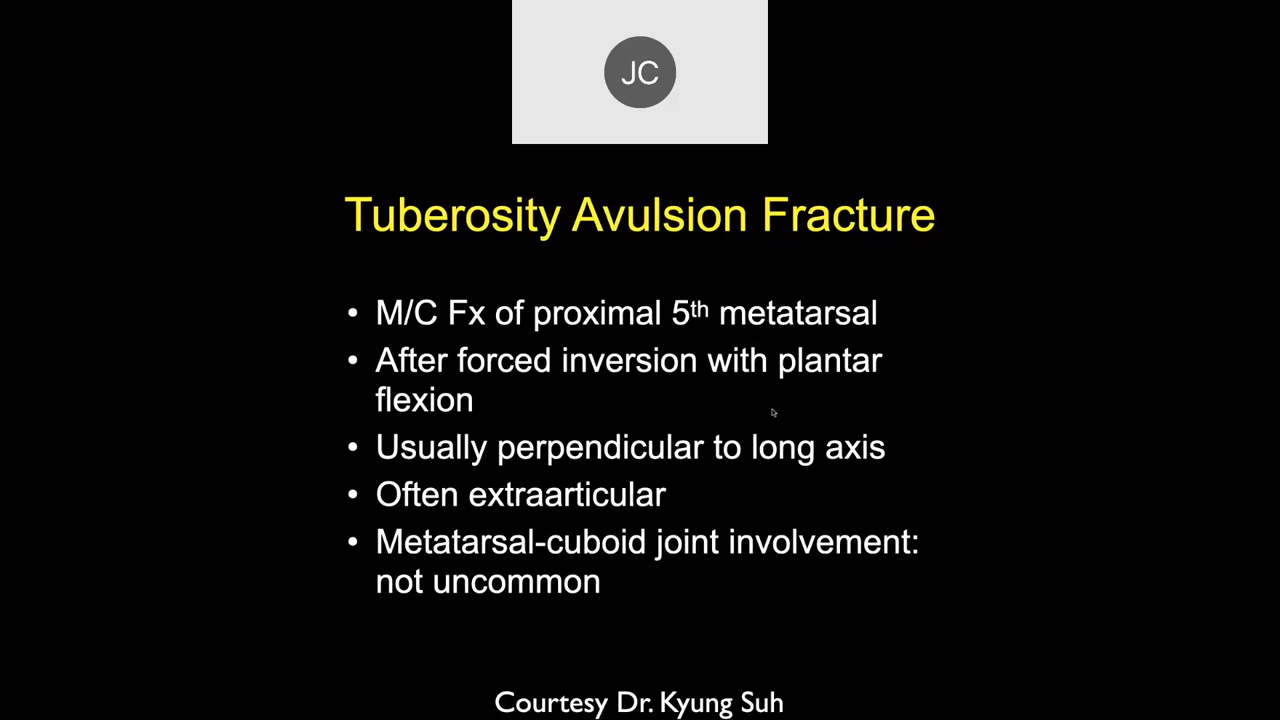 JC
Tuberosity Avulsion Fracture
• M/C Fx of proximal 5th metatarsal
• After forced inversion with plantar
flexion
• Usually perpendicular to long axis
• Often extraarticular
• Metatarsal-cuboid joint involvement:
not uncommon
Courtesy Dr. Kyung Suh